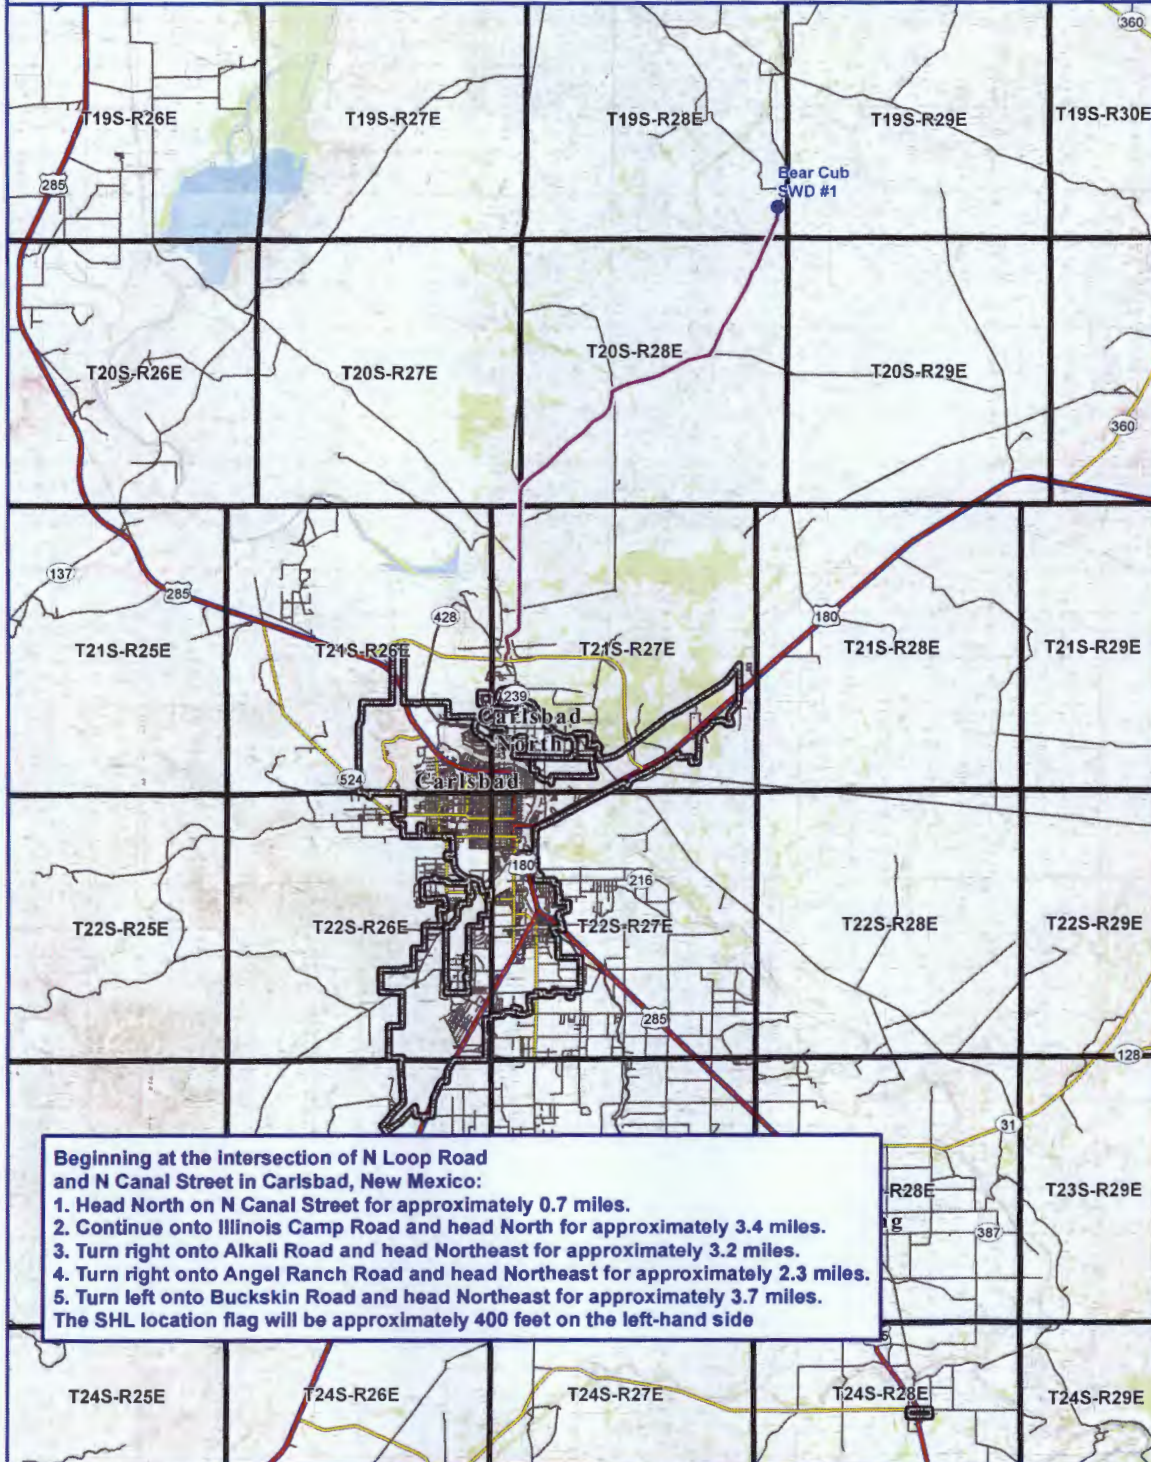 360
T19S-R26E
T19S-R27E
T19S-R28E
T19S-R29E
T19S-R30E
285
Bear Cub
SWD #1
T20S-R26E
T20S-R27E
T20S-R28E
T20S-R29E
360
137
285
428
180
T21S-R25E
T21S-R26E
T21S-R27E
T21S-R28E
T21S-R29E
239
Carlsbad
North
524
Carlsbad
180
216
T22S-R25E
T22S-R26E
T22S-R27E
T22S-R28E
T22S-R29E
285
128
31
Beginning at the intersection of N Loop Road
and N Canal Street in Carlsbad, New Mexico:
1. Head North on N Canal Street for approximately 0.7 miles.
2. Continue onto Illinois Camp Road and head North for approximately 3.4 miles.
3. Turn right onto Alkali Road and head Northeast for approximately 3.2 miles.
4. Turn right onto Angel Ranch Road and head Northeast for approximately 2.3 miles.
5. Turn left onto Buckskin Road and head Northeast for approximately 3.7 miles.
The SHL location flag will be approximately 400 feet on the left-hand side
-R28E
T23S-R29E
ng
387
T24S-R25E
T24S-R26E
T24S-R27E
T24S-R28E
T24S-R29E